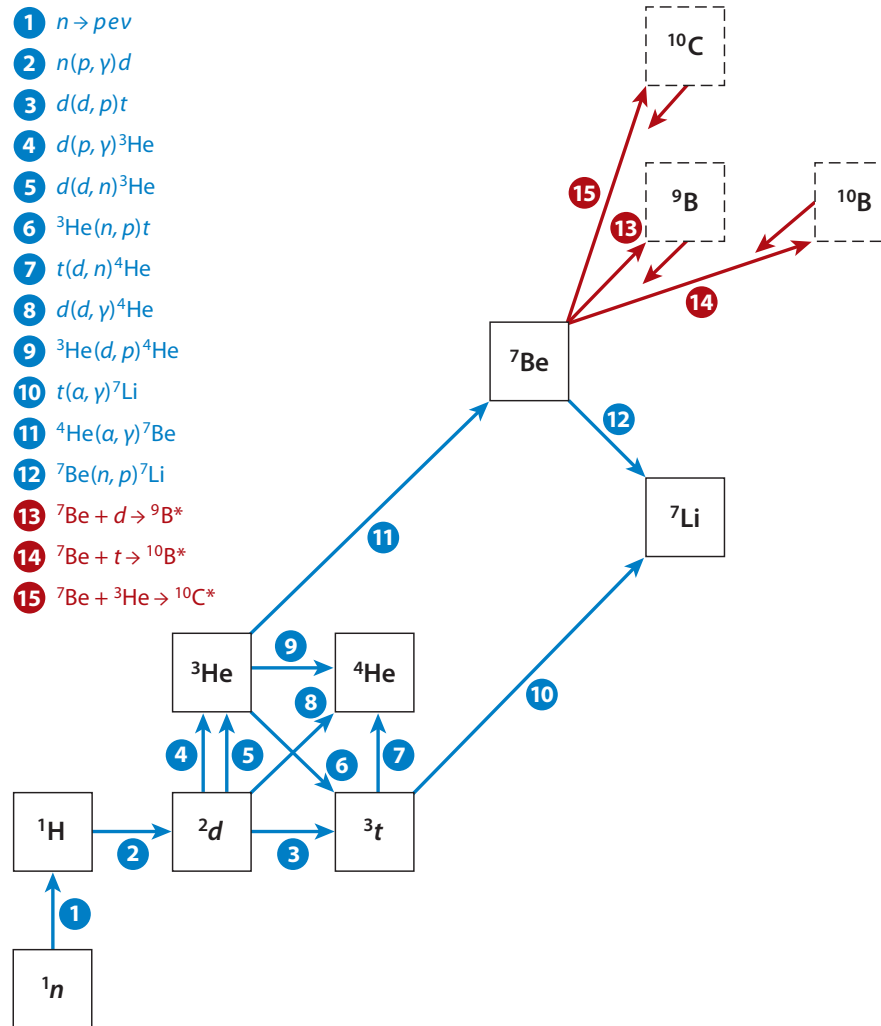 1 n → peν
2 n(p, γ)d
3 d(d, p)t
4 d(p, γ)³He
5 d(d, n)³He
6 ³He(n, p)t
7 t(d, n)⁴He
8 d(d, γ)⁴He
9 ³He(d, p)⁴He
10 t(α, γ)⁷Li
11 ⁴He(α, γ)⁷Be
12 ⁷Be(n, p)⁷Li
13 ⁷Be + d → ⁹B*
14 ⁷Be + t → ¹⁰B*
15 ⁷Be + ³He → ¹⁰C*
¹⁰C
15
13
⁹B
¹⁰B
14
⁷Be
12
⁷Li
11
³He
9
⁴He
8
10
4
5
6
7
¹H
2
²d
3
³t
1
¹n